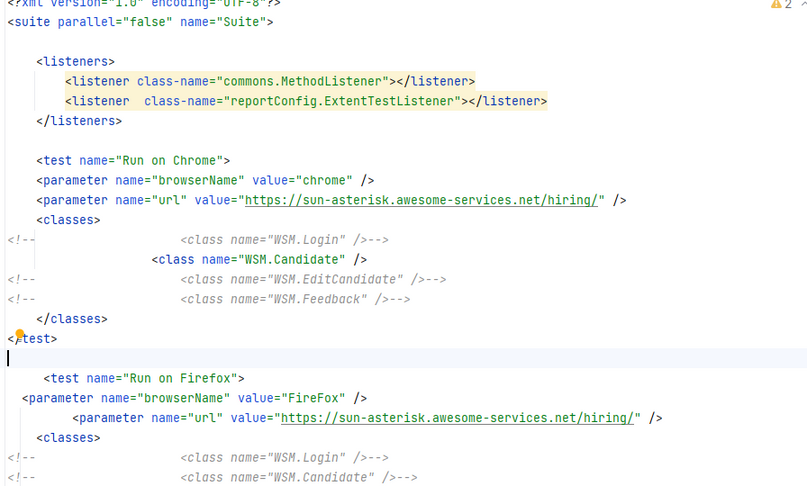 <?xml version="1.0" encoding="UTF-8"?>
2
<suite parallel="false" name="Suite">
<listeners>
<listener class-name="commons.MethodListener"></listener>
<listener  class-name="reportConfig.ExtentTestListener"></listener>
</listeners>
<test name="Run on Chrome">
<parameter name="browserName" value="chrome" />
<parameter name="url" value="https://sun-asterisk.awesome-services.net/hiring/" />
<classes>
<!--                    <class name="WSM.Login" />-->
<class name="WSM.Candidate" />
<!--                    <class name="WSM.EditCandidate" />-->
<!--                    <class name="WSM.Feedback" />-->
</classes>
</test>
<test name="Run on Firefox">
<parameter name="browserName" value="FireFox" />
<parameter name="url" value="https://sun-asterisk.awesome-services.net/hiring/" />
<classes>
<!--                    <class name="WSM.Login" />-->
<!--                    <class name="WSM.Candidate" />-->